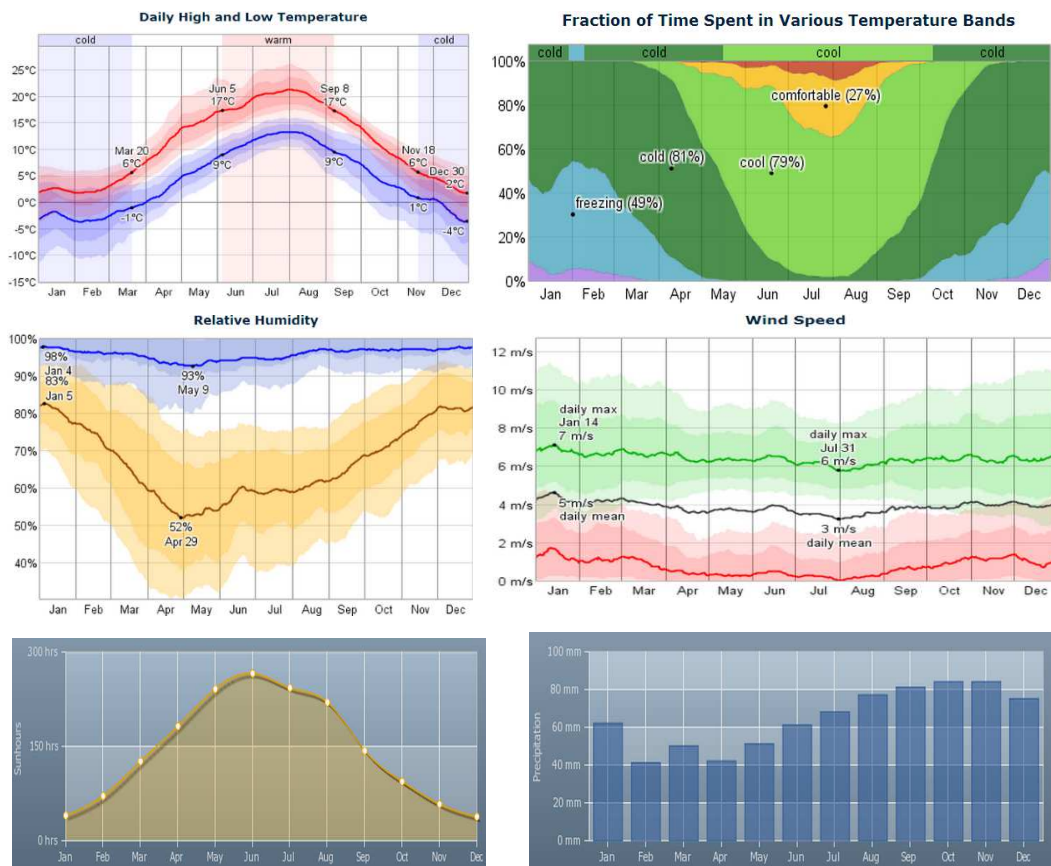 Daily High and Low Temperature
cold warm cold
25°C
20°C
15°C
10°C
5°C
0°C
-5°C
-10°C
-15°C
Mar 20
6°C
-1°C
Jun 5
17°C
9°C
Sep 8
17°C
9°C
Nov 18
6°C
1°C
Dec 30
2°C
-4°C
Jan Feb Mar Apr May Jun Jul Aug Sep Oct Nov Dec
Fraction of Time Spent in Various Temperature Bands
cold cool cold
100%
80%
60%
40%
20%
0%
comfortable (27%)
cold (81%)
cool (79%)
freezing (49%)
Jan Feb Mar Apr May Jun Jul Aug Sep Oct Nov Dec
Relative Humidity
100%
90%
80%
70%
60%
50%
40%
98%
Jan 4
83%
Jan 5
93%
May 9
52%
Apr 29
Jan Feb Mar Apr May Jun Jul Aug Sep Oct Nov Dec
Wind Speed
12 m/s
10 m/s
8 m/s
6 m/s
4 m/s
2 m/s
0 m/s
daily max
Jan 14
7 m/s
daily max
Jul 31
6 m/s
5 m/s
daily mean
3 m/s
daily mean
Jan Feb Mar Apr May Jun Jul Aug Sep Oct Nov Dec
Sunhours
300 hrs
150 hrs
0 hrs
Jan Feb Mar Apr May Jun Jul Aug Sep Oct Nov Dec
Precipitation
100 mm
80 mm
60 mm
40 mm
20 mm
0 mm
Jan Feb Mar Apr May Jun Jul Aug Sep Oct Nov Dec